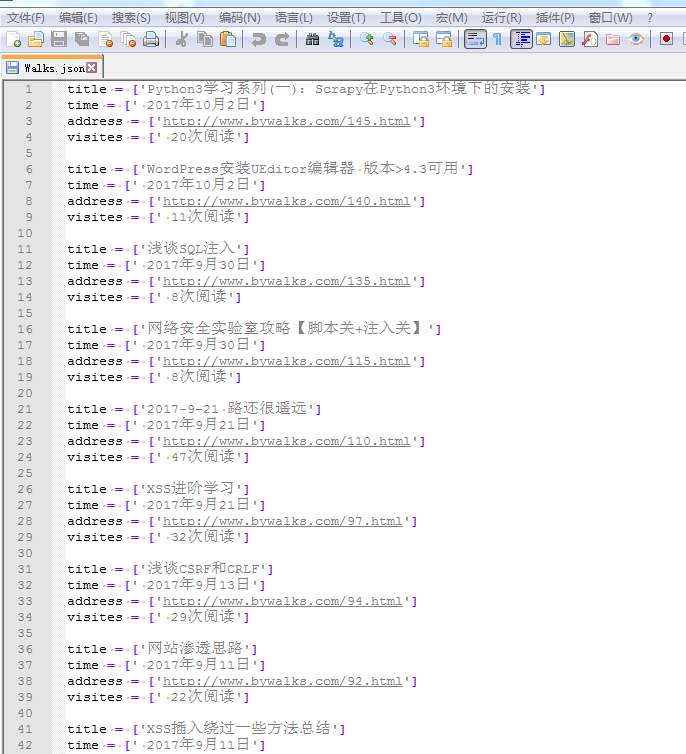 文件(F) 编辑(E) 搜索(S) 视图(V) 编码(N) 语言(L) 设置(T) 工具(O) 宏(M) 运行(R) 插件(P) 窗口(W) ?
Walks.json
1 title = ['Python3学习系列(一)：Scrapy在Python3环境下的安装']
2 time = [' 2017年10月2日']
3 address = ['http://www.bywalks.com/145.html']
4 visites = [' 20次阅读']
5
6 title = ['WordPress安装UEditor编辑器 版本>4.3可用']
7 time = [' 2017年10月2日']
8 address = ['http://www.bywalks.com/140.html']
9 visites = [' 11次阅读']
10
11 title = ['浅谈SQL注入']
12 time = [' 2017年9月30日']
13 address = ['http://www.bywalks.com/135.html']
14 visites = [' 8次阅读']
15
16 title = ['网络安全实验室攻略【脚本关+注入关】']
17 time = [' 2017年9月30日']
18 address = ['http://www.bywalks.com/115.html']
19 visites = [' 8次阅读']
20
21 title = ['2017-9-21 路还很遥远']
22 time = [' 2017年9月21日']
23 address = ['http://www.bywalks.com/110.html']
24 visites = [' 47次阅读']
25
26 title = ['XSS进阶学习']
27 time = [' 2017年9月21日']
28 address = ['http://www.bywalks.com/97.html']
29 visites = [' 32次阅读']
30
31 title = ['浅谈CSRF和CRLF']
32 time = [' 2017年9月13日']
33 address = ['http://www.bywalks.com/94.html']
34 visites = [' 29次阅读']
35
36 title = ['网站渗透思路']
37 time = [' 2017年9月11日']
38 address = ['http://www.bywalks.com/92.html']
39 visites = [' 22次阅读']
40
41 title = ['XSS插入绕过一些方法总结']
42 time = [' 2017年9月11日']